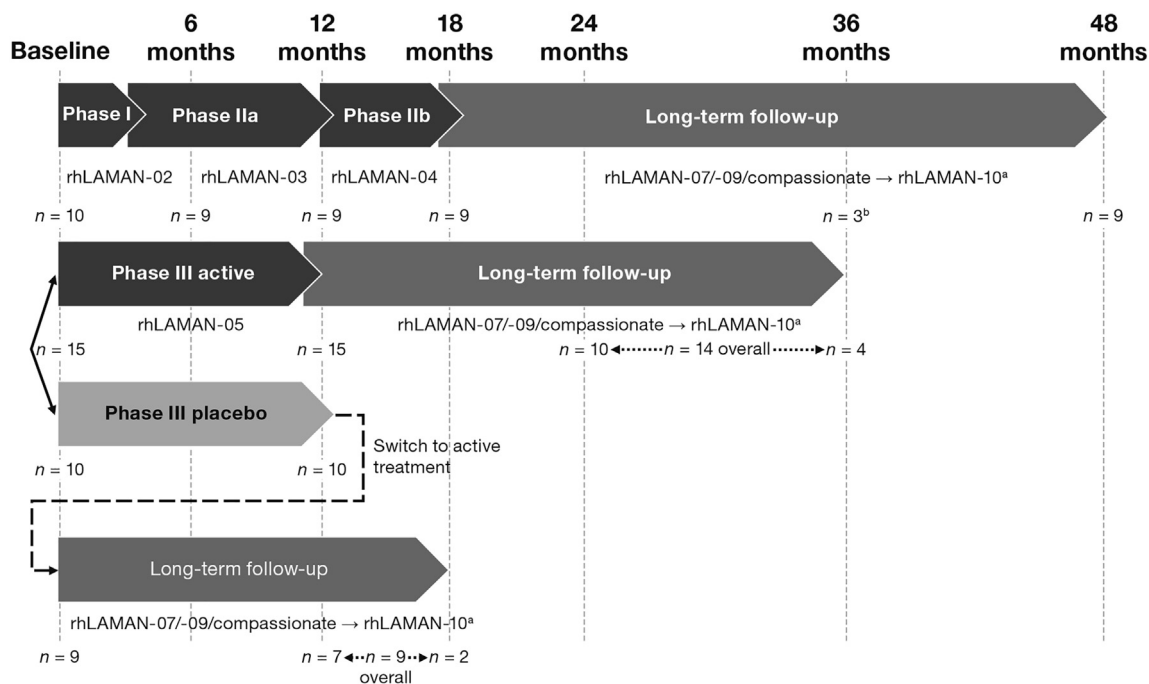 Baseline
6 months
12 months
18 months
24 months
36 months
48 months
Phase I
Phase IIa
Phase IIb
Long-term follow-up
rhLAMAN-02
rhLAMAN-03
rhLAMAN-04
rhLAMAN-07/-09/compassionate → rhLAMAN-10ᵃ
n = 10
n = 9
n = 9
n = 9
n = 3ᵇ
n = 9
Phase III active
Long-term follow-up
rhLAMAN-05
rhLAMAN-07/-09/compassionate → rhLAMAN-10ᵃ
n = 15
n = 15
n = 10
n = 14 overall
n = 4
Phase III placebo
Switch to active
treatment
n = 10
n = 10
Long-term follow-up
rhLAMAN-07/-09/compassionate → rhLAMAN-10ᵃ
n = 9
n = 7
n = 9
overall
n = 2